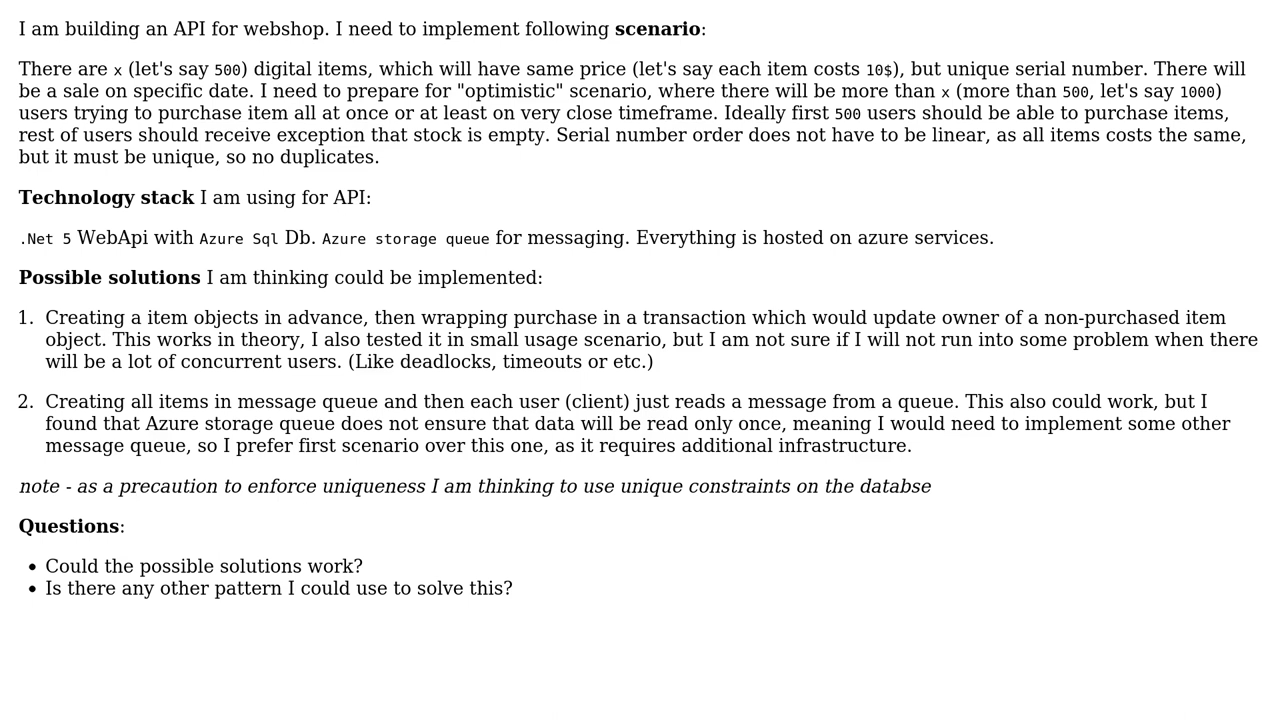 I am building an API for webshop. I need to implement following scenario:
There are x (let's say 500) digital items, which will have same price (let's say each item costs 10$), but unique serial number. There will
be a sale on specific date. I need to prepare for "optimistic" scenario, where there will be more than x (more than 500, let's say 1000)
users trying to purchase item all at once or at least on very close timeframe. Ideally first 500 users should be able to purchase items,
rest of users should receive exception that stock is empty. Serial number order does not have to be linear, as all items costs the same,
but it must be unique, so no duplicates.
Technology stack I am using for API:
.Net 5 WebApi with Azure Sql Db. Azure storage queue for messaging. Everything is hosted on azure services.
Possible solutions I am thinking could be implemented:
1. Creating a item objects in advance, then wrapping purchase in a transaction which would update owner of a non-purchased item
object. This works in theory, I also tested it in small usage scenario, but I am not sure if I will not run into some problem when there
will be a lot of concurrent users. (Like deadlocks, timeouts or etc.)
2. Creating all items in message queue and then each user (client) just reads a message from a queue. This also could work, but I
found that Azure storage queue does not ensure that data will be read only once, meaning I would need to implement some other
message queue, so I prefer first scenario over this one, as it requires additional infrastructure.
note - as a precaution to enforce uniqueness I am thinking to use unique constraints on the databse
Questions:
• Could the possible solutions work?
• Is there any other pattern I could use to solve this?